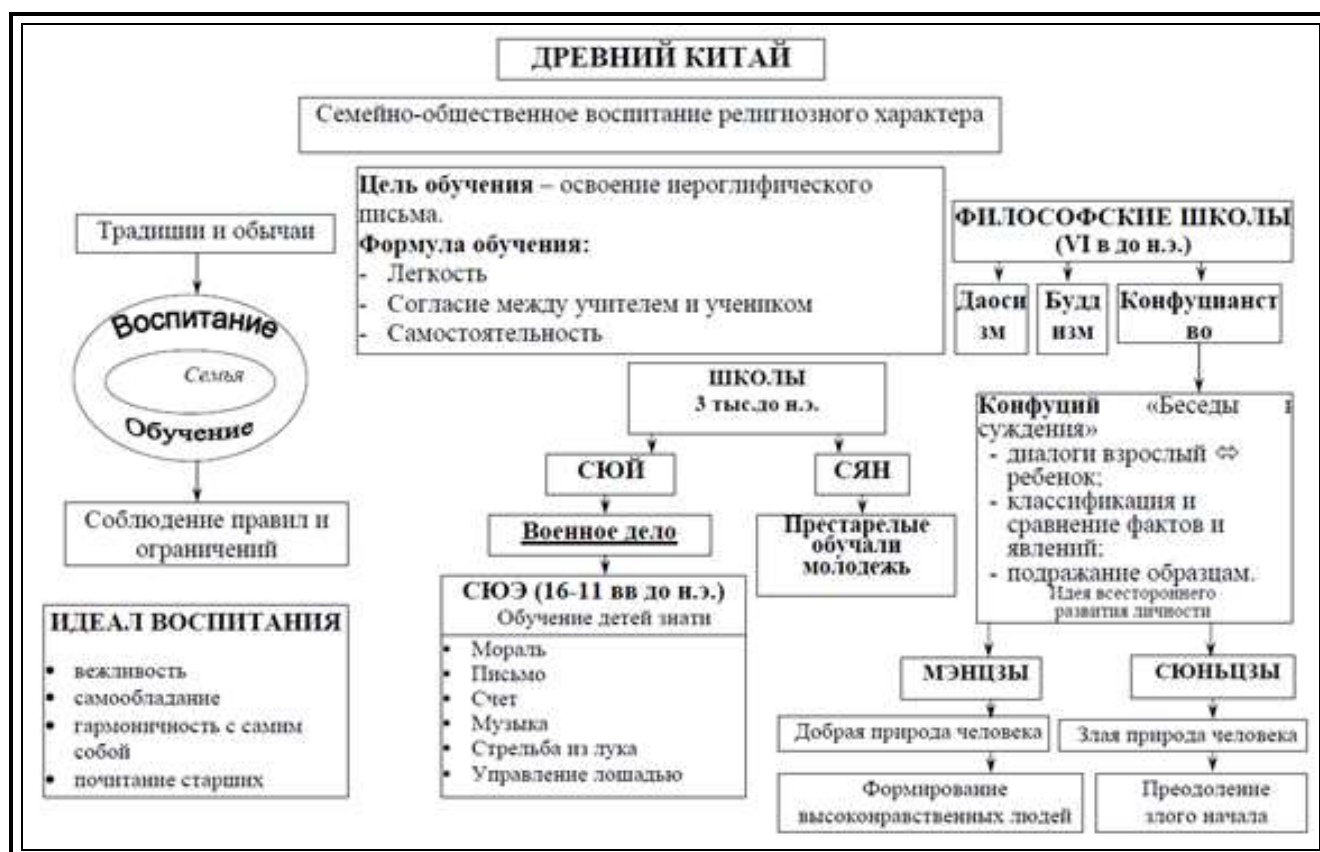 ДРЕВНИЙ КИТАЙ
Семейно-общественное воспитание религиозного характера
Традиции и обычаи
Воспитание
Семья
Обучение
Соблюдение правил и
ограничений
ИДЕАЛ ВОСПИТАНИЯ
• вежливость
• самообладание
• гармоничность с самим
собой
• почитание старших
Цель обучения – освоение иероглифического
письма.
Формула обучения:
- Легкость
- Согласие между учителем и учеником
- Самостоятельность
ШКОЛЫ
3 тыс.до н.э.
СЮЙ
Военное дело
СЮЭ (16-11 вв до н.э.)
Обучение детей знати
• Мораль
• Письмо
• Счет
• Музыка
• Стрельба из лука
• Управление лошадью
СЯН
Престарелые
обучали
молодежь
ФИЛОСОФСКИЕ ШКОЛЫ
(VI в до н.э.)
Даоси
зм
Будд
изм
Конфуцианст
во
Конфуций «Беседы и
суждения»
- диалоги взрослый ⇔
ребенок;
- классификация и
сравнение фактов и
явлений;
- подражание образцам.
Идея всестороннего
развития личности
МЭНЦЗЫ
Добрая природа человека
Формирование
высоконравственных людей
СЮНЬЦЗЫ
Злая природа человека
Преодоление
злого начала